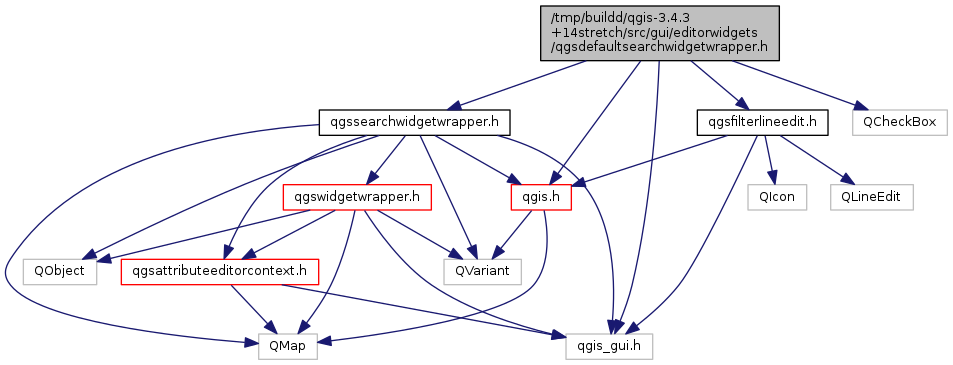 /tmp/buildd/qgis-3.4.3
+14stretch/src/gui/editorwidgets
/qgsdefaultsearchwidgetwrapper.h
qgssearchwidgetwrapper.h
qgsfilterlineedit.h
QCheckBox
qgswidgetwrapper.h
qgis.h
QIcon
QLineEdit
QObject
qgsattributeeditorcontext.h
QVariant
QMap
qgis_gui.h